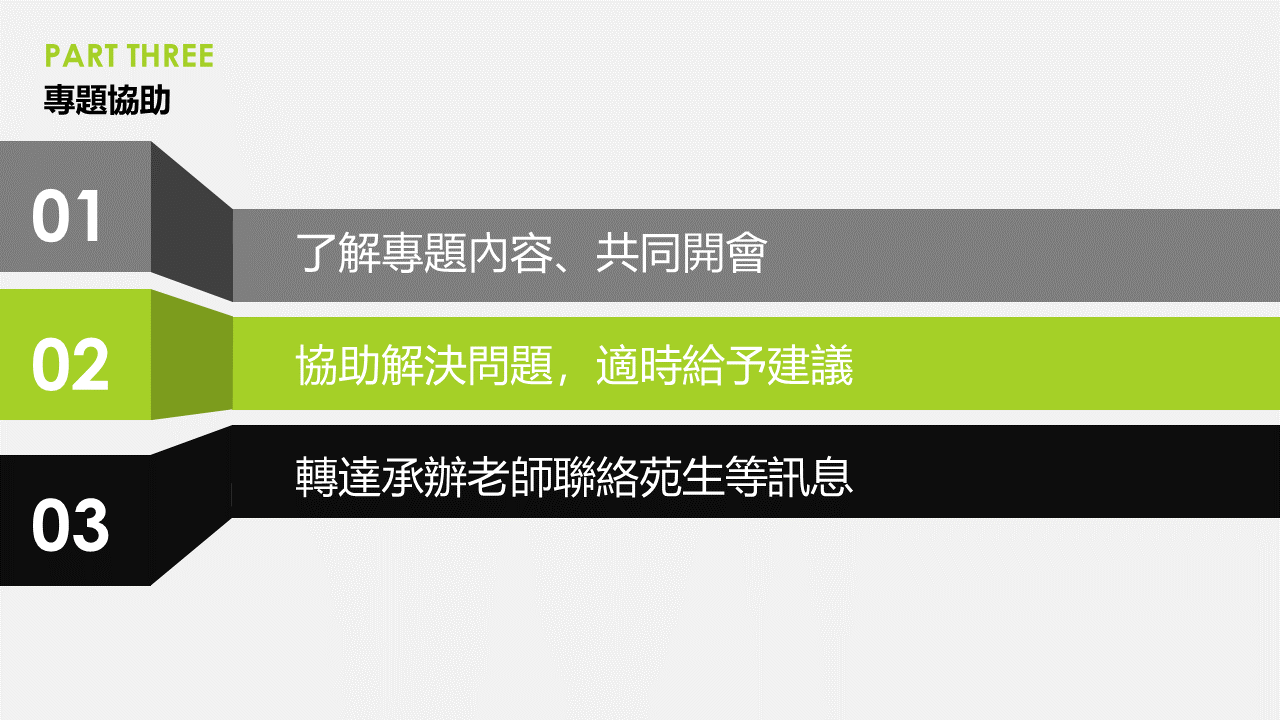 PART THREE
專題協助
01
了解專題內容、共同開會
02
協助解決問題，適時給予建議
03
轉達承辦老師聯絡苑生等訊息